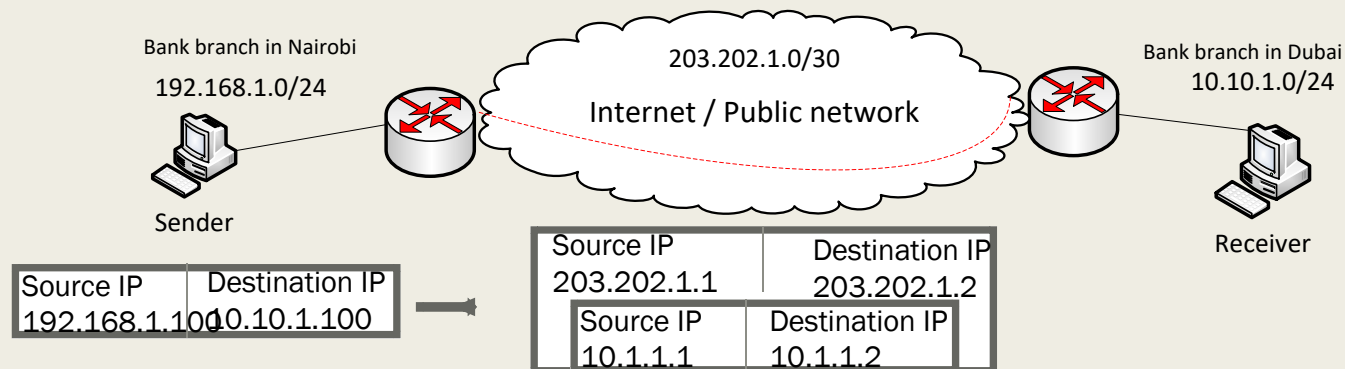 Bank branch in Nairobi
192.168.1.0/24
Sender
203.202.1.0/30
Internet / Public network
Bank branch in Dubai
10.10.1.0/24
Receiver
Source IP Destination IP
192.168.1.100 10.10.1.100
Source IP Destination IP
203.202.1.1 203.202.1.2
Source IP Destination IP
10.1.1.1 10.1.1.2